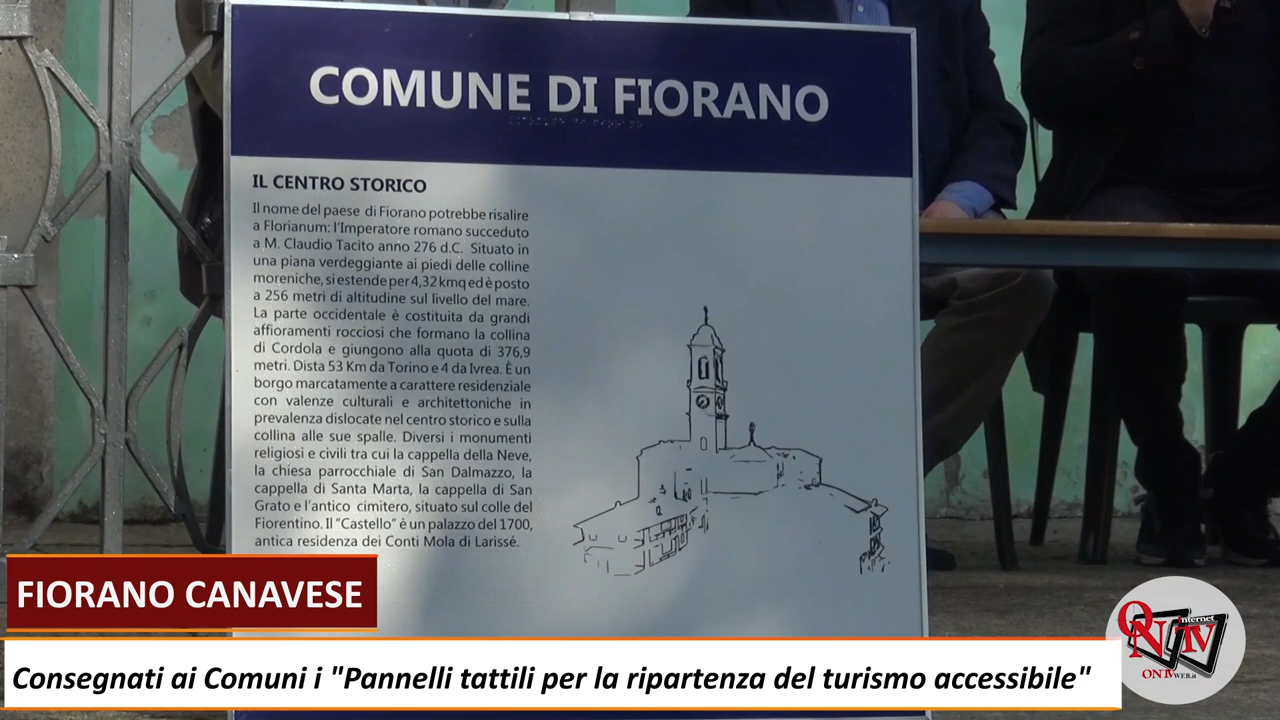 COMUNE DI FIORANO
IL CENTRO STORICO
Il nome del paese di Fiorano potrebbe risalire
a Florianum: l'Imperatore romano succeduto
a M. Claudio Tacito anno 276 d.C. Situato in
una piana verdeggiante ai piedi delle colline
moreniche, si estende per 4,32 kmq ed è posto
a 256 metri di altitudine sul livello del mare.
La parte occidentale è costituita da grandi
affioramenti rocciosi che formano la collina
di Cordola e giungono alla quota di 376,9
metri. Dista 53 Km da Torino e 4 da Ivrea. È un
borgo marcatamente a carattere residenziale
con valenze culturali e architettoniche in
prevalenza dislocate nel centro storico e sulla
collina alle sue spalle. Diversi i monumenti
religiosi e civili tra cui la cappella della Neve,
la chiesa parrocchiale di San Dalmazzo, la
cappella di Santa Marta, la cappella di San
Grato e l'antico cimitero, situato sul colle del
Fiorentino. Il "Castello" è un palazzo del 1700,
antica residenza dei Conti Mola di Larissé.
FIORANO CANAVESE
Consegnati ai Comuni i "Pannelli tattili per la ripartenza del turismo accessibile"
internet
ON TV
ON TVWEB.it